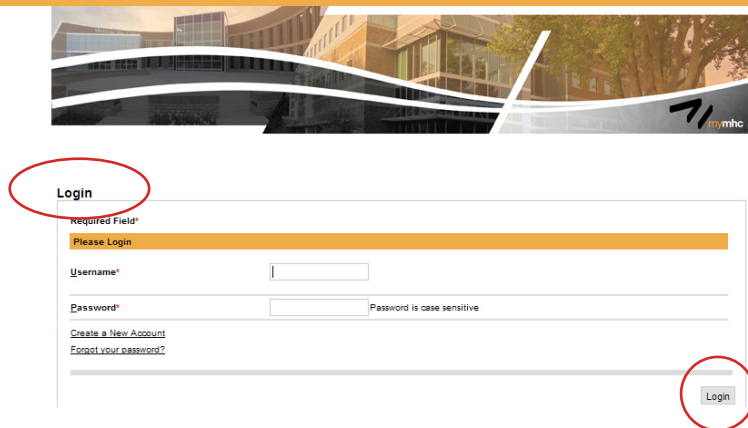 mymhc
Login
Required Field*
Please Login
Username*
Password* Password is case sensitive
Create a New Account
Forgot your password?
Login